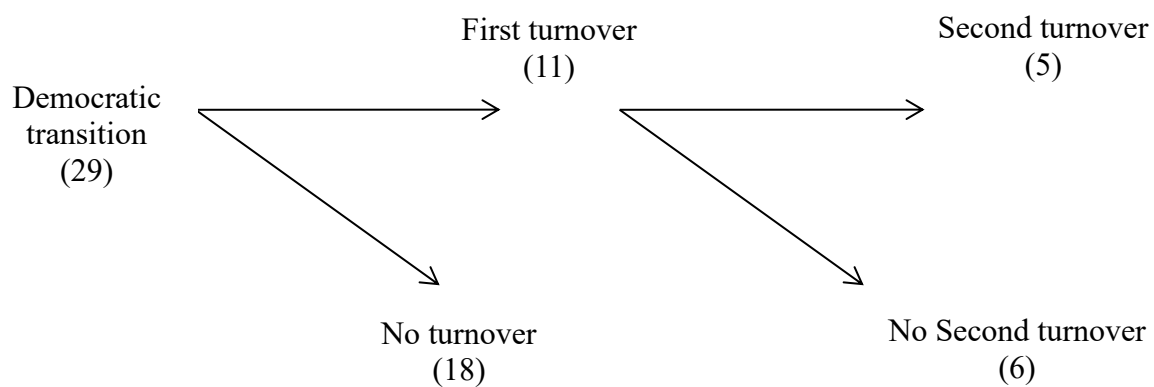 First turnover
(11)
Second turnover
(5)
Democratic
transition
(29)
No turnover
(18)
No Second turnover
(6)